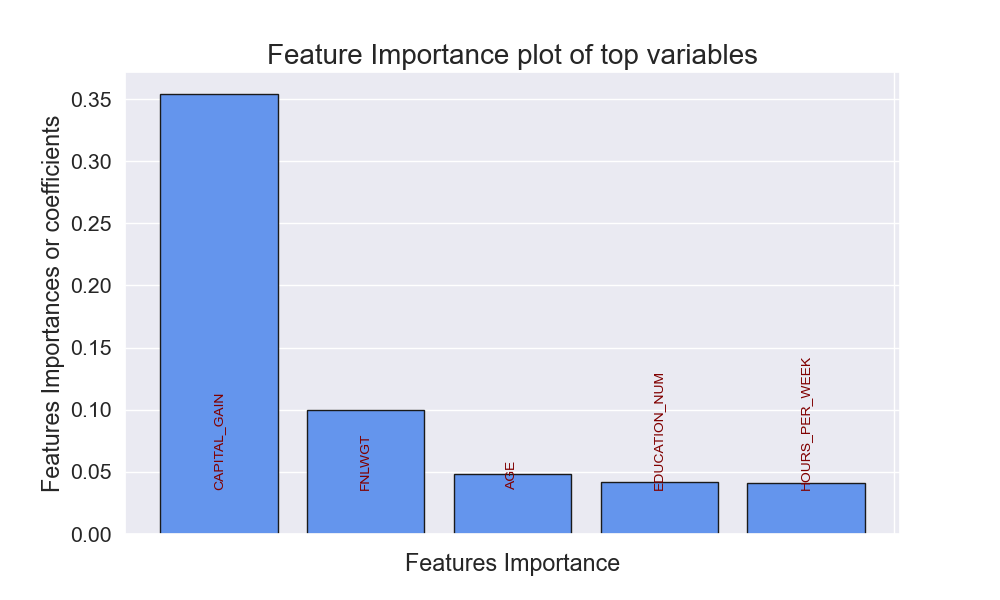 Feature Importance plot of top variables
Features Importances or coefficients
0.35
0.30
0.25
0.20
0.15
0.10
0.05
0.00
CAPITAL_GAIN
FNLWGT
AGE
EDUCATION_NUM
HOURS_PER_WEEK
Features Importance